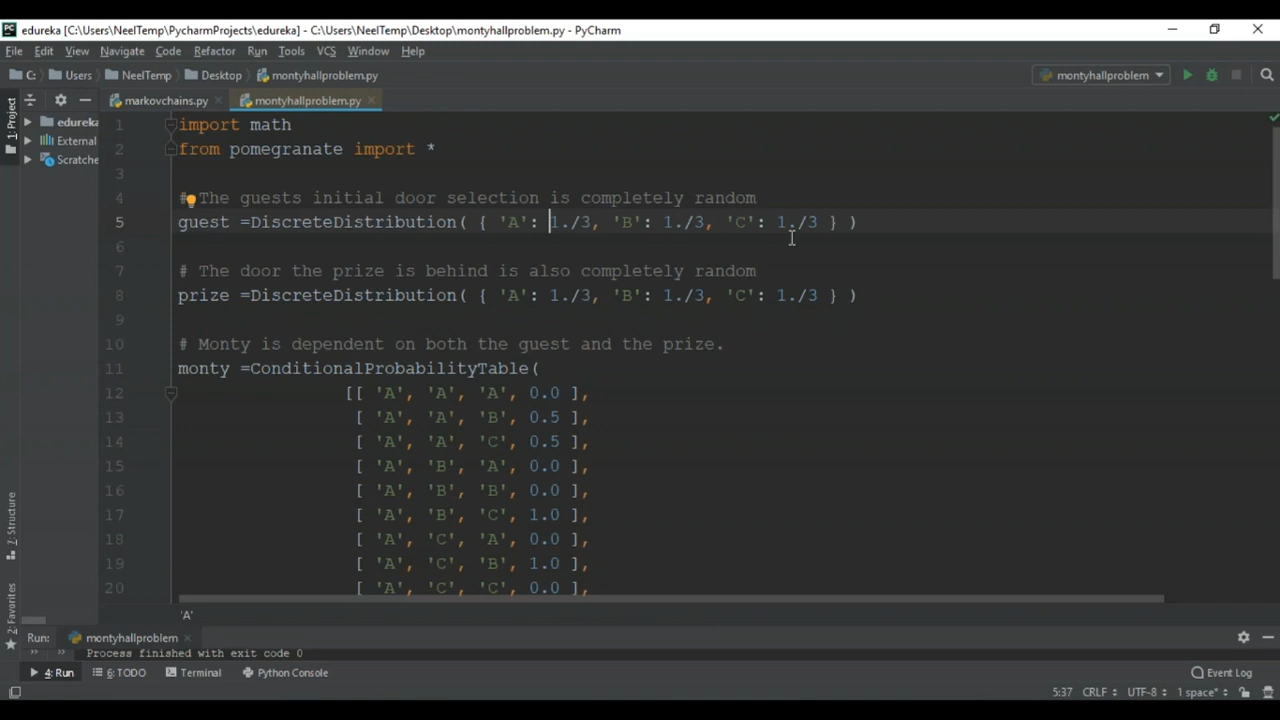 edureka [C:\Users\NeelTemp\PycharmProjects\edureka] - C:\Users\NeelTemp\Desktop\montyhallproblem.py - PyCharm
File Edit View Navigate Code Refactor Run Tools VCS Window Help
C: Users NeelTemp Desktop montyhallproblem.py montyhallproblem
markovchains.py montyhallproblem.py
1: Project
edureka
External
Scratche
1 import math
2 from pomegranate import *
3
4 # The guests initial door selection is completely random
5 guest =DiscreteDistribution( { 'A': 1./3, 'B': 1./3, 'C': 1./3 } )
6
7 # The door the prize is behind is also completely random
8 prize =DiscreteDistribution( { 'A': 1./3, 'B': 1./3, 'C': 1./3 } )
9
10 # Monty is dependent on both the guest and the prize.
11 monty =ConditionalProbabilityTable(
12 [[ 'A', 'A', 'A', 0.0 ],
13 [ 'A', 'A', 'B', 0.5 ],
14 [ 'A', 'A', 'C', 0.5 ],
15 [ 'A', 'B', 'A', 0.0 ],
16 [ 'A', 'B', 'B', 0.0 ],
17 [ 'A', 'B', 'C', 1.0 ],
18 [ 'A', 'C', 'A', 0.0 ],
19 [ 'A', 'C', 'B', 1.0 ],
20 [ 'A', 'C', 'C', 0.0 ],
'A'
7: Structure
2: Favorites
Run: montyhallproblem
Process finished with exit code 0
4: Run 6: TODO Terminal Python Console Event Log
5:37 CRLF UTF-8 1 space*